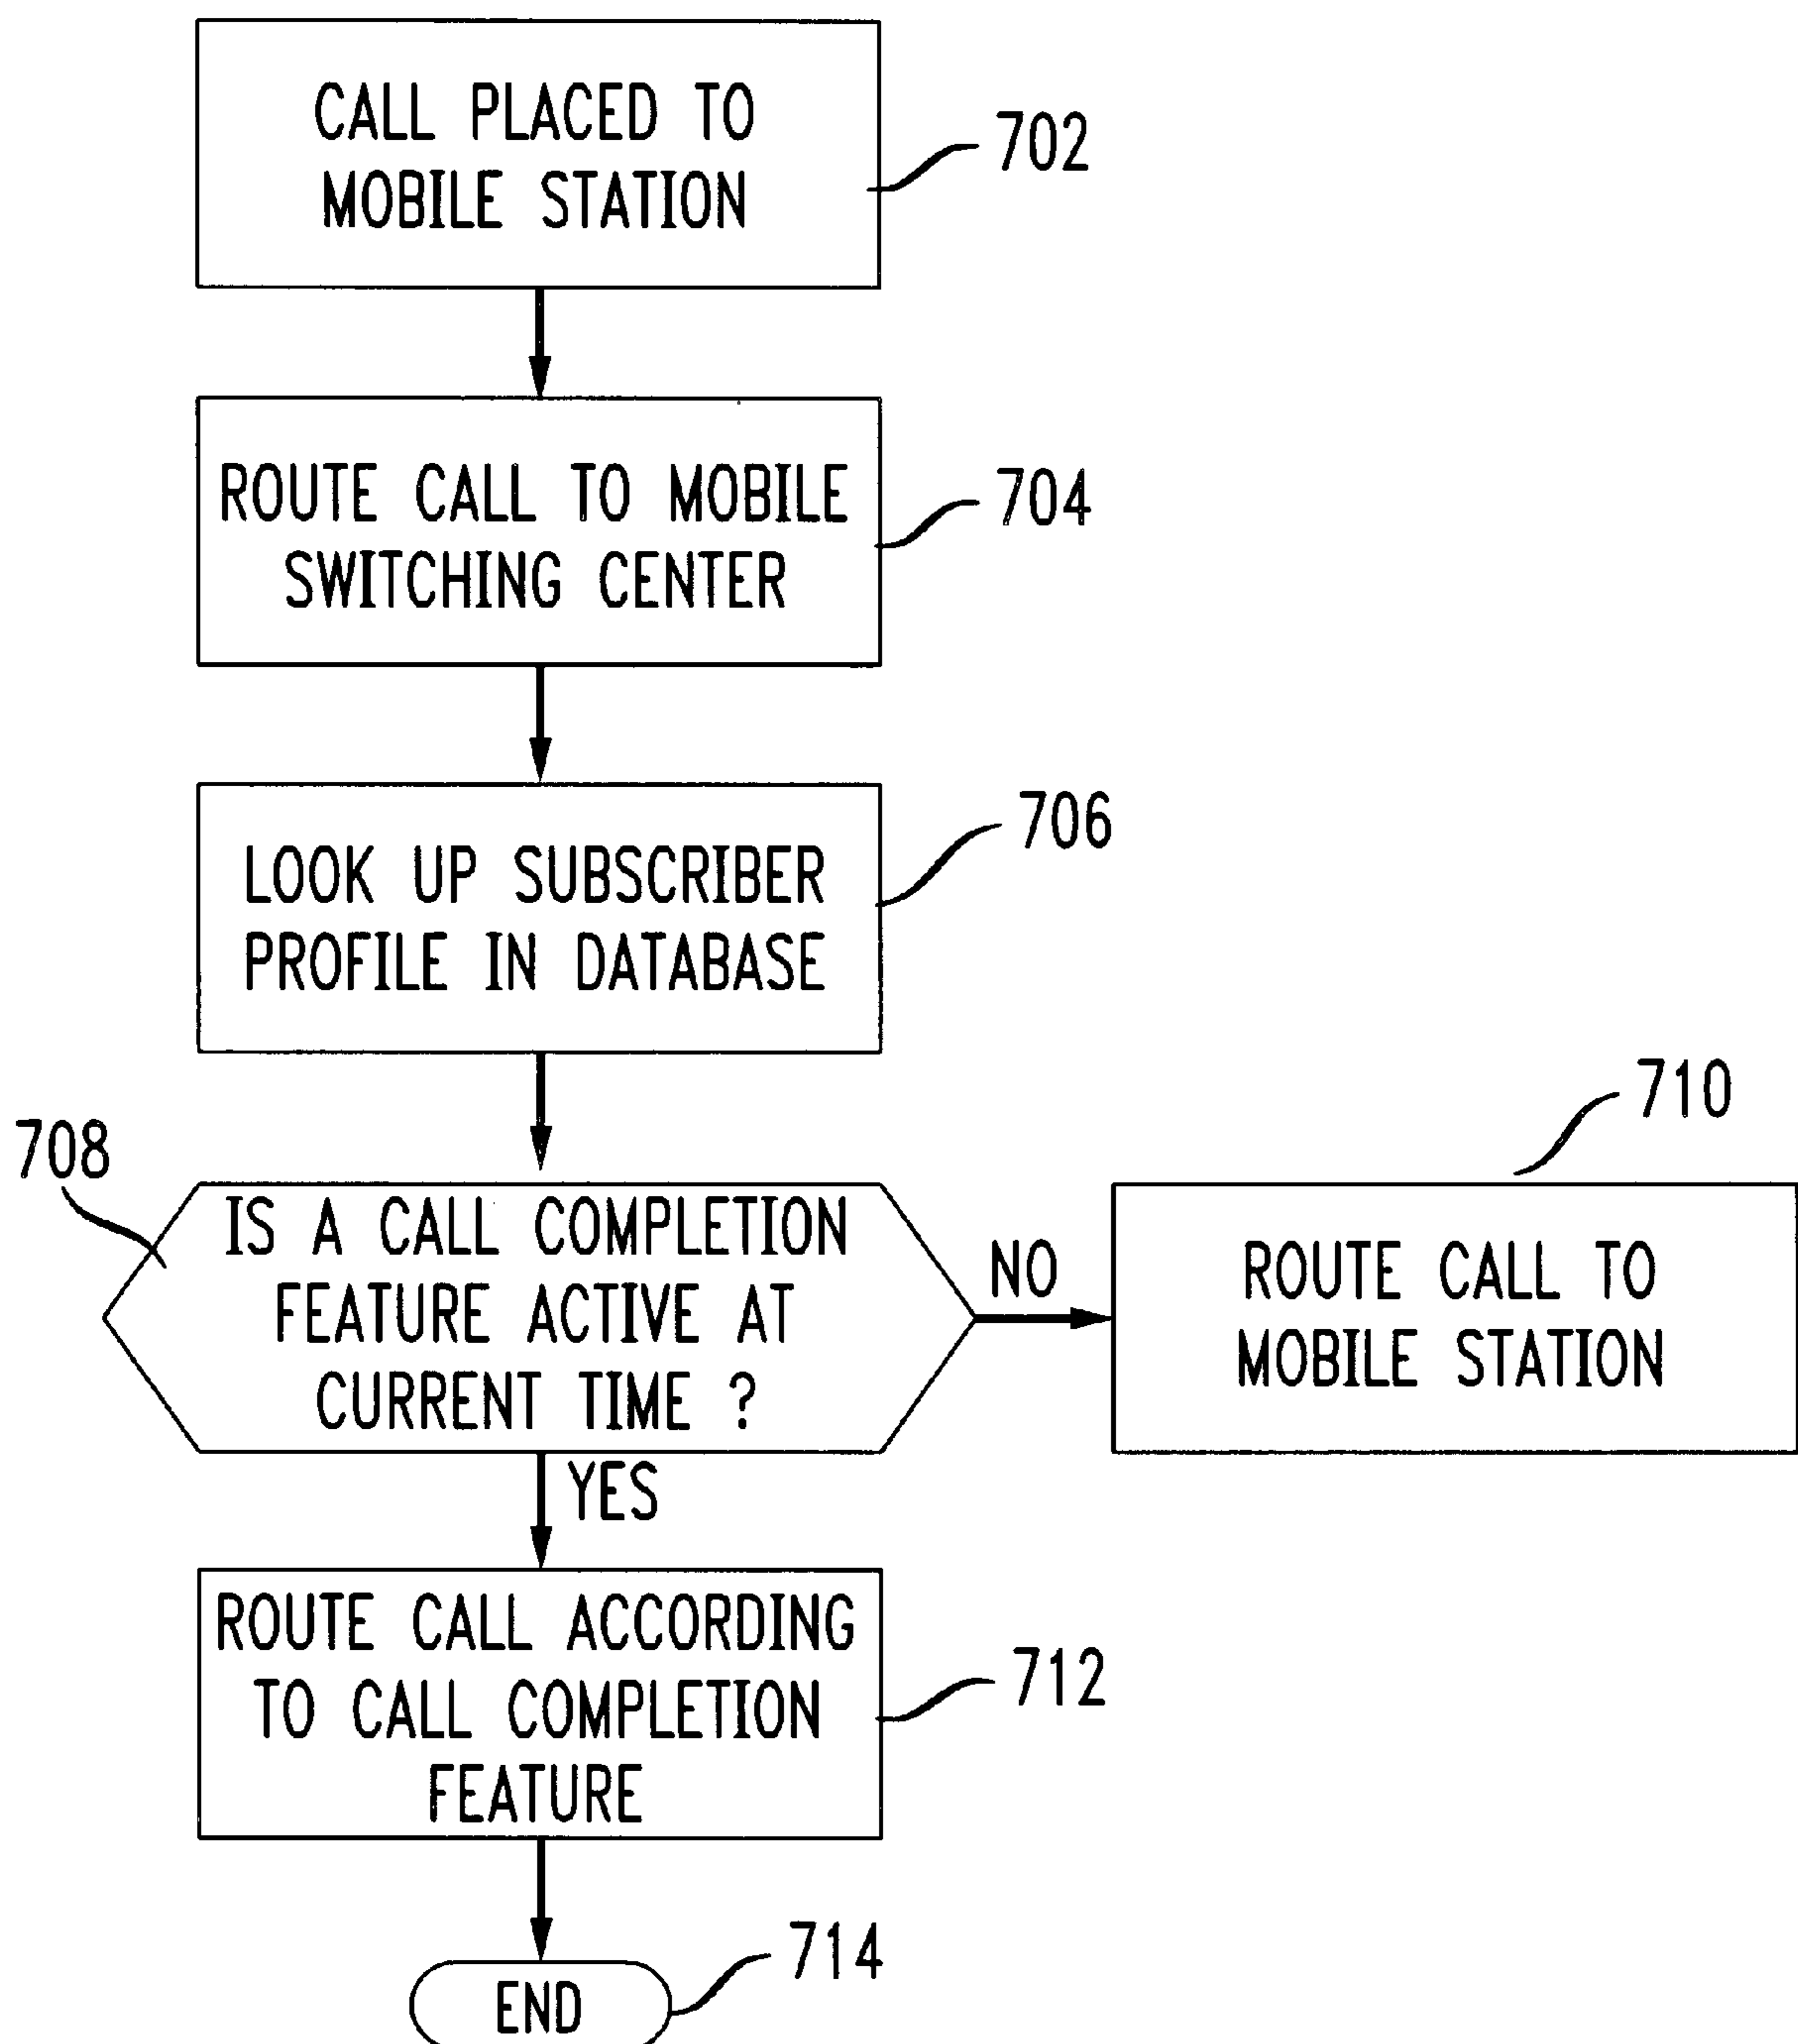 CALL PLACED TO
MOBILE STATION
702
ROUTE CALL TO MOBILE
SWITCHING CENTER
704
LOOK UP SUBSCRIBER
PROFILE IN DATABASE
706
708
IS A CALL COMPLETION
FEATURE ACTIVE AT
CURRENT TIME ?
NO
710
ROUTE CALL TO
MOBILE STATION
YES
ROUTE CALL ACCORDING
TO CALL COMPLETION
FEATURE
712
END
714